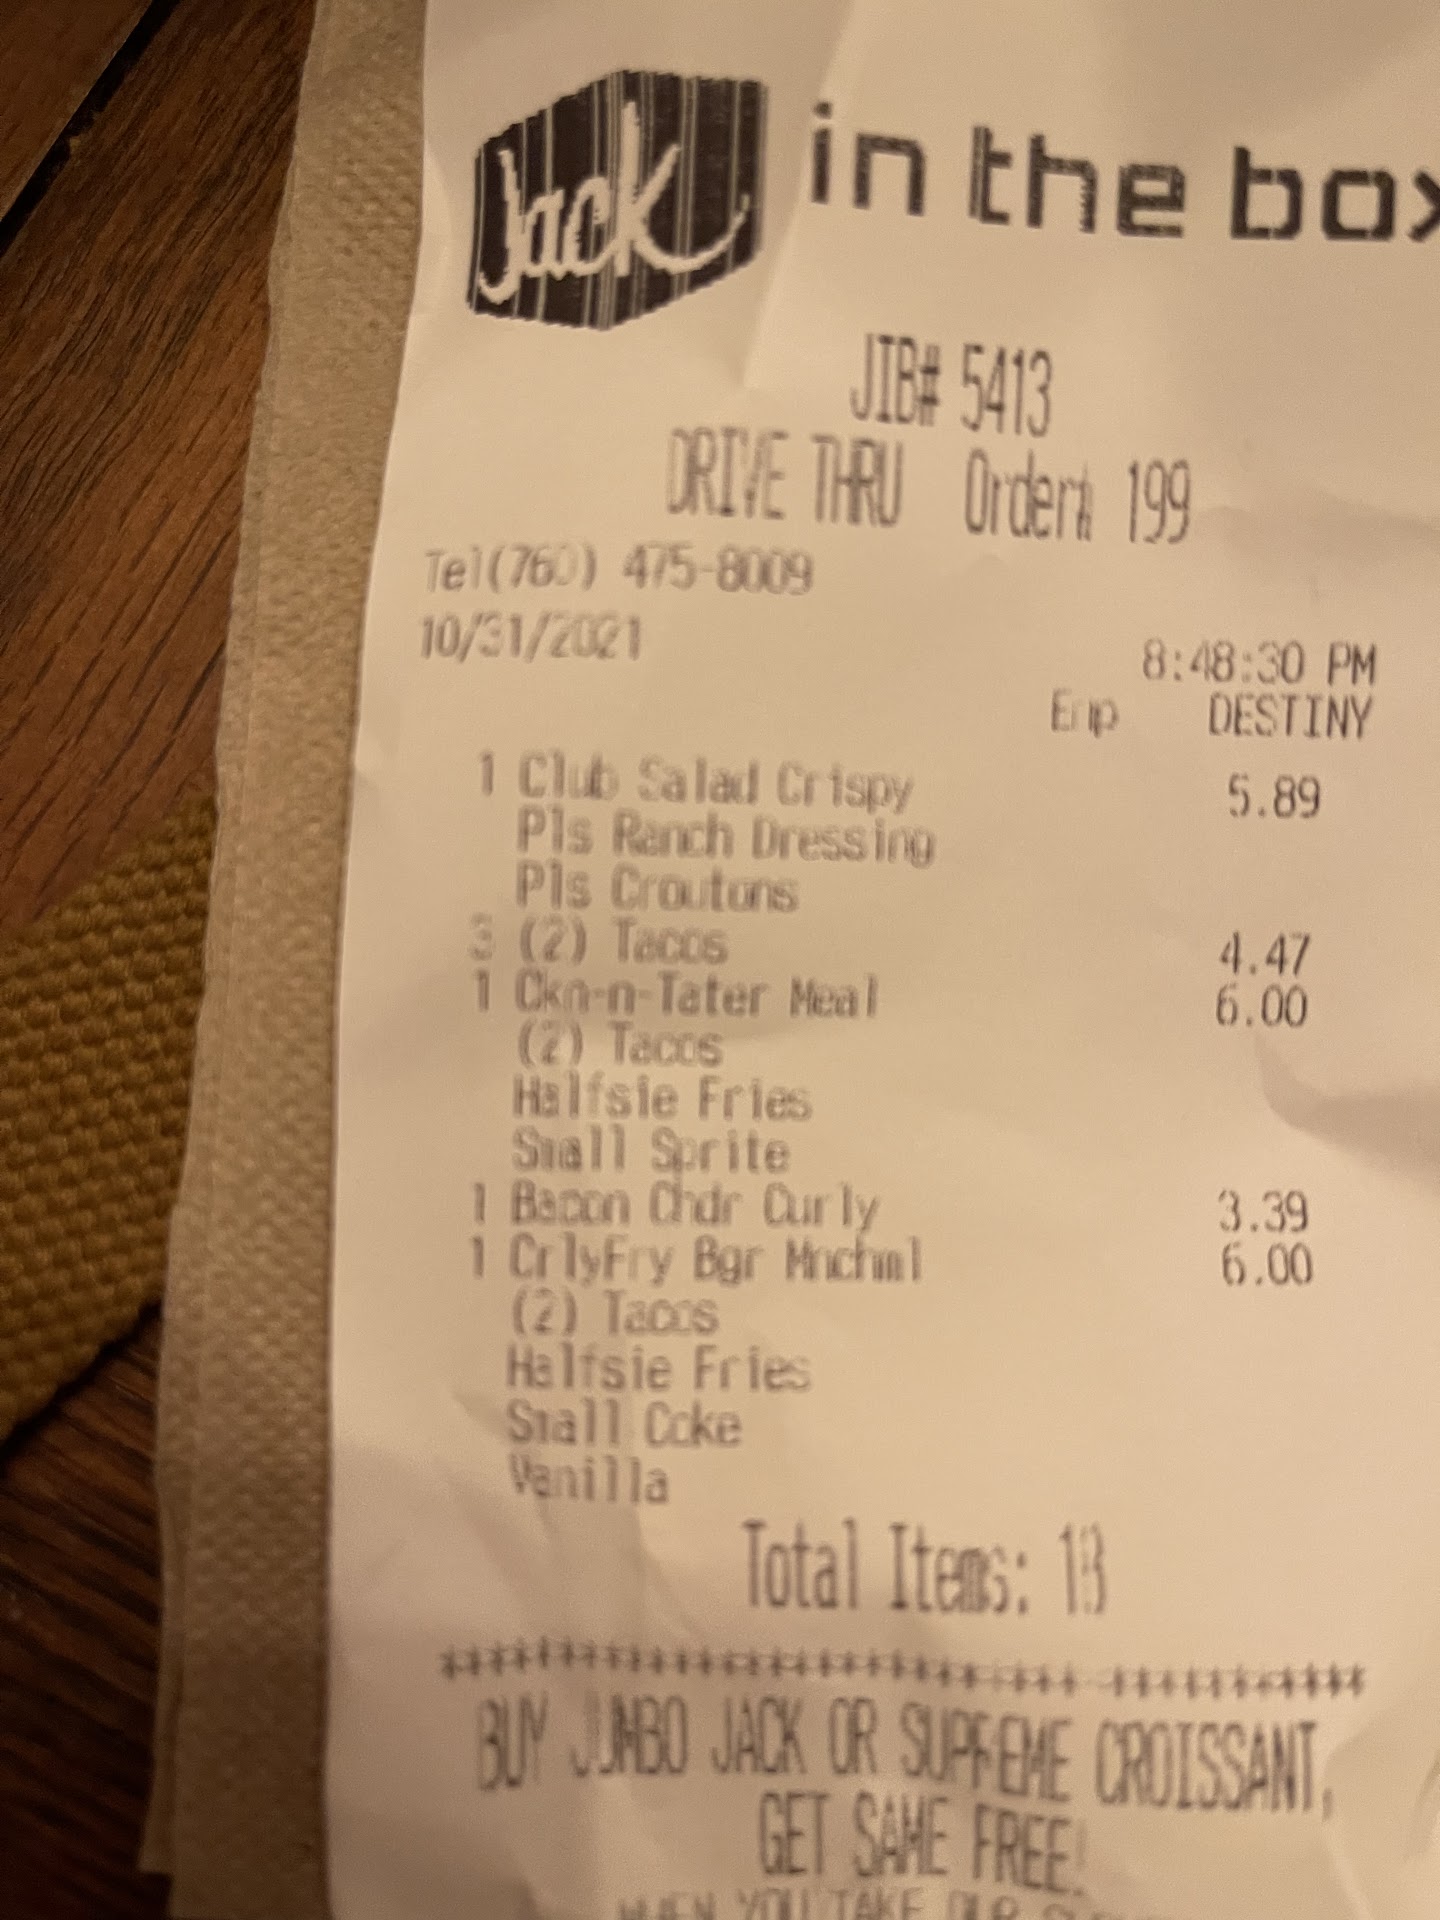 Jack in the box
JIB# 5413
DRIVE THRU Order# 199
Tel(760) 475-8009
10/31/2021
8:48:30 PM
Emp DESTINY
1 Club Salad Crispy 5.89
Pls Ranch Dressing
Pls Croutons
3 (2) Tacos 4.47
1 Ckn-n-Tater Meal 6.00
(2) Tacos
Halfsie Fries
Small Sprite
1 Bacon Chdr Curly 3.39
1 CrlyFry Bgr Mnchml 6.00
(2) Tacos
Halfsie Fries
Small Coke
Vanilla
Total Items: 13
BUY JUMBO JACK OR SUPREME CROISSANT,
GET SAME FREE!
WHEN YOU TAKE OUR